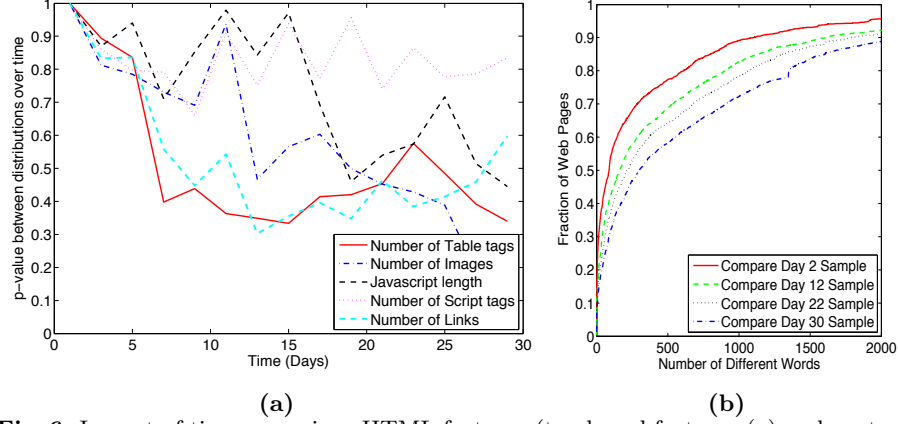 1
0.9
0.8
0.7
0.6
0.5
0.4
0.3
0.2
0.1
0
p-value between distributions over time
0 5 10 15 20 25 30
Time (Days)
Number of Table tags
Number of Images
Javascript length
Number of Script tags
Number of Links
(a)
1
0.9
0.8
0.7
0.6
0.5
0.4
0.3
0.2
0.1
0
Fraction of Web Pages
0 500 1000 1500 2000
Number of Different Words
Compare Day 2 Sample
Compare Day 12 Sample
Compare Day 22 Sample
Compare Day 30 Sample
(b)